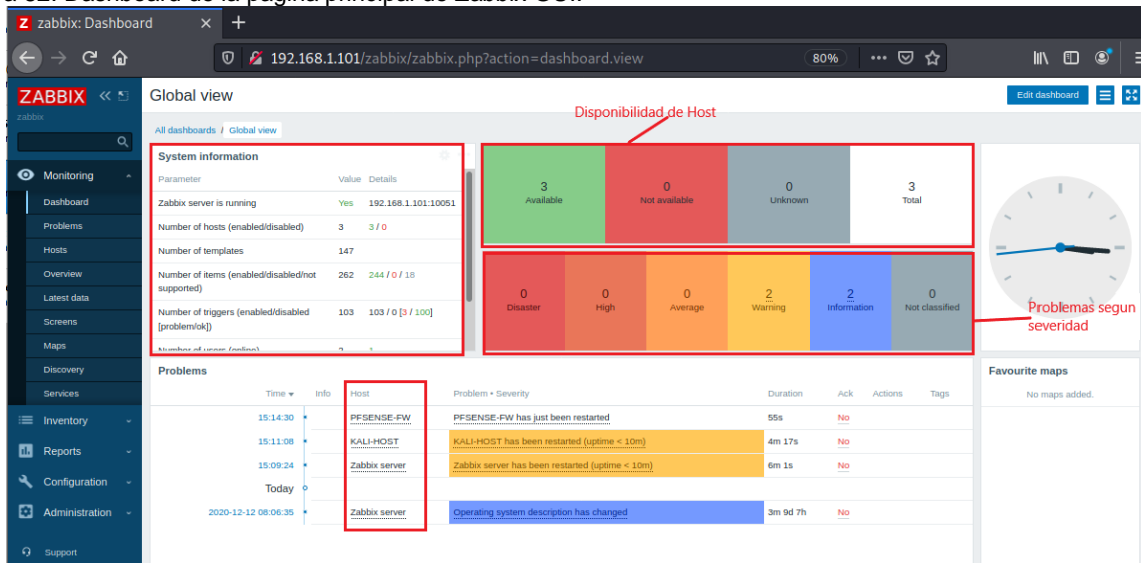 zabbix: Dashboard
192.168.1.101/zabbix/zabbix.php?action=dashboard.view
80%
ZABBIX
zabbix
Monitoring
Dashboard
Problems
Hosts
Overview
Latest data
Screens
Maps
Discovery
Services
Inventory
Reports
Configuration
Administration
Support
Global view
Edit dashboard
All dashboards / Global view
Disponibilidad de Host
System information
Parameter Value Details
Zabbix server is running Yes 192.168.1.101:10051
Number of hosts (enabled/disabled) 3 3 / 0
Number of templates 147
Number of items (enabled/disabled/not supported) 262 244 / 0 / 18
Number of triggers (enabled/disabled [problem/ok]) 103 103 / 0 [3 / 100]
Number of users (online) 2 1
3 Available
0 Not available
0 Unknown
3 Total
0 Disaster
0 High
0 Average
2 Warning
2 Information
0 Not classified
Problemas segun severidad
Problems
Time Info Host Problem • Severity Duration Ack Actions Tags
15:14:30 PFSENSE-FW PFSENSE-FW has just been restarted 55s No
15:11:08 KALI-HOST KALI-HOST has been restarted (uptime < 10m) 4m 17s No
15:09:24 Zabbix server Zabbix server has been restarted (uptime < 10m) 6m 1s No
Today
2020-12-12 08:06:35 Zabbix server Operating system description has changed 3m 9d 7h No
Favourite maps
No maps added.